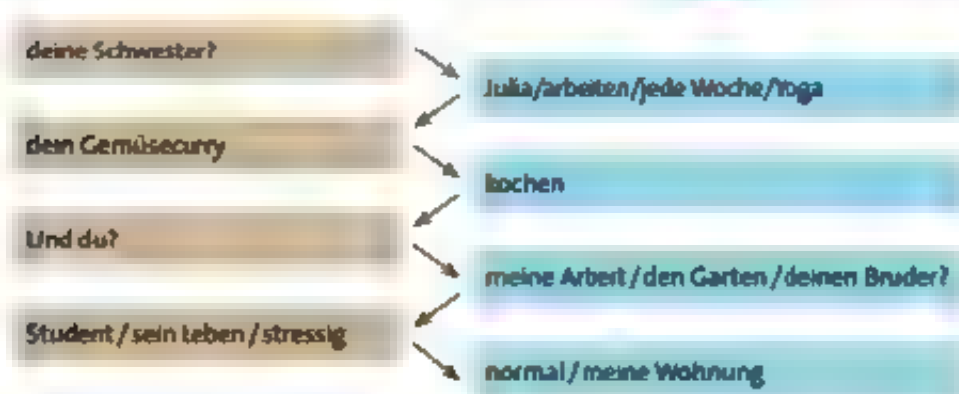 deine Schwester?
Julia/arbeiten/jede Woche/Yoga
dein Gemüsecurry
kochen
Und du?
meine Arbeit/den Garten/deinen Bruder?
Student/sein Leben/stressig
normal/meine Wohnung